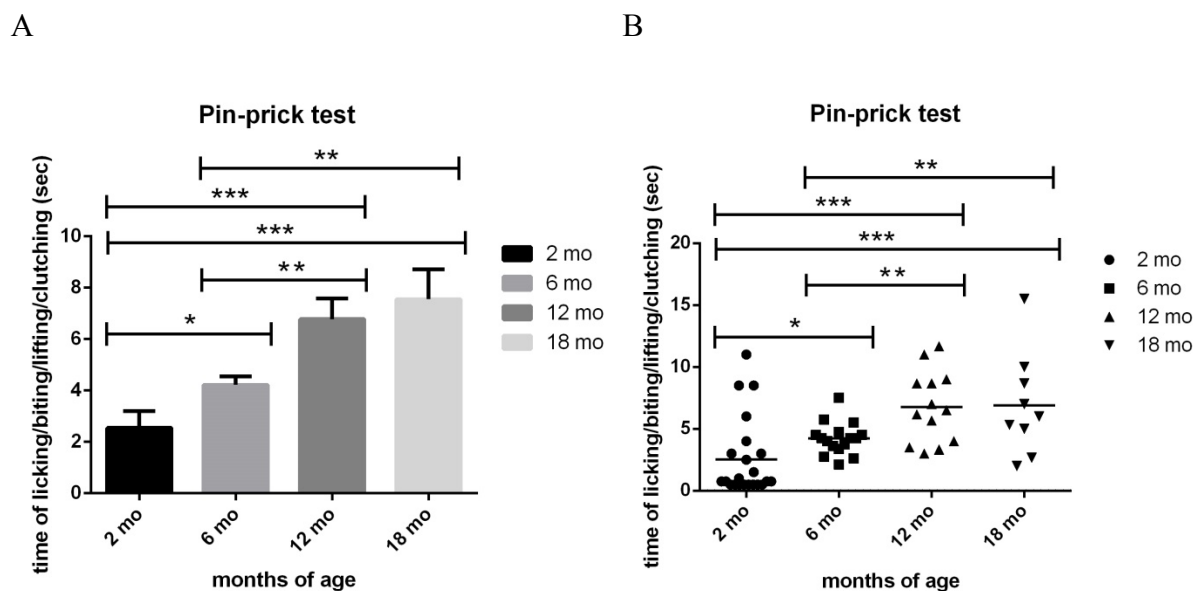 A
Pin-prick test
time of licking/biting/lifting/clutching (sec)
**
***
***
**
*
10
8
6
4
2
0
2 mo
6 mo
12 mo
18 mo
months of age
2 mo
6 mo
12 mo
18 mo
B
Pin-prick test
time of licking/biting/lifting/clutching (sec)
**
***
***
**
*
20
15
10
5
0
2 mo
6 mo
12 mo
18 mo
months of age
2 mo
6 mo
12 mo
18 mo